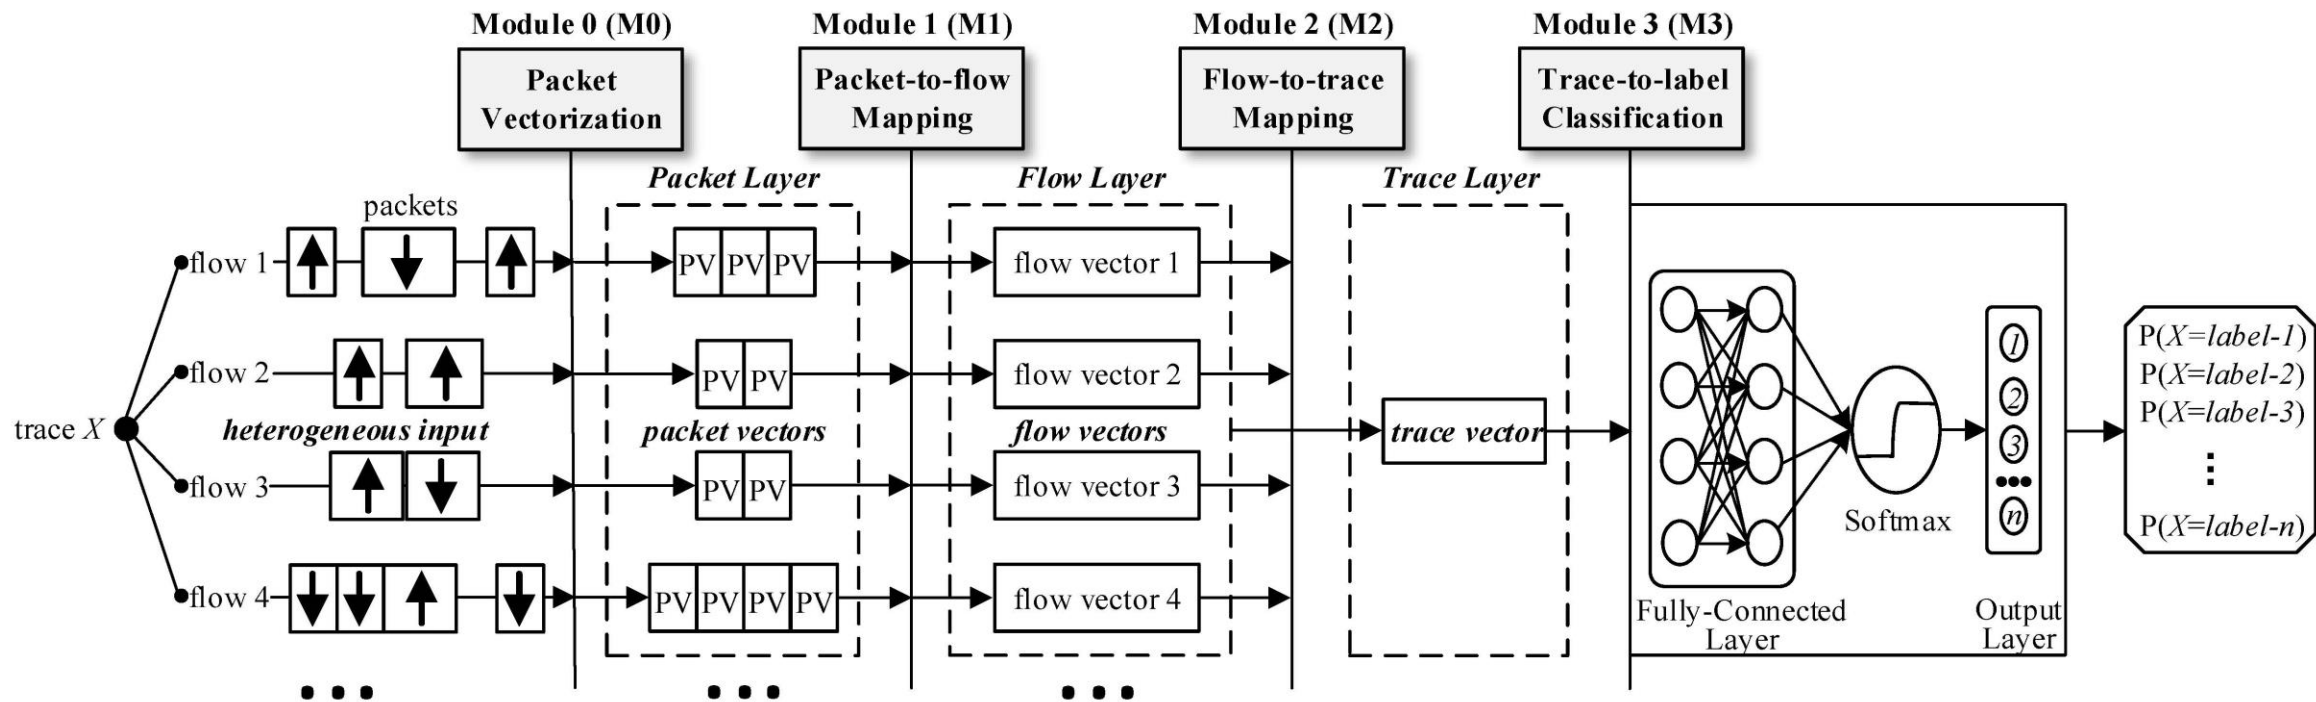 Module 0 (M0)
Packet
Vectorization
Module 1 (M1)
Packet-to-flow
Mapping
Module 2 (M2)
Flow-to-trace
Mapping
Module 3 (M3)
Trace-to-label
Classification
Packet Layer
Flow Layer
Trace Layer
packets
flow 1
PV PV PV
flow vector 1
flow 2
PV PV
flow vector 2
trace X
heterogeneous input
packet vectors
flow vectors
trace vector
flow 3
PV PV
flow vector 3
flow 4
PV PV PV PV
flow vector 4
Fully-Connected
Layer
Softmax
1
2
3
•••
n
Output
Layer
P(X=label-1)
P(X=label-2)
P(X=label-3)
⋮
P(X=label-n)
• • •
• • •
• • •